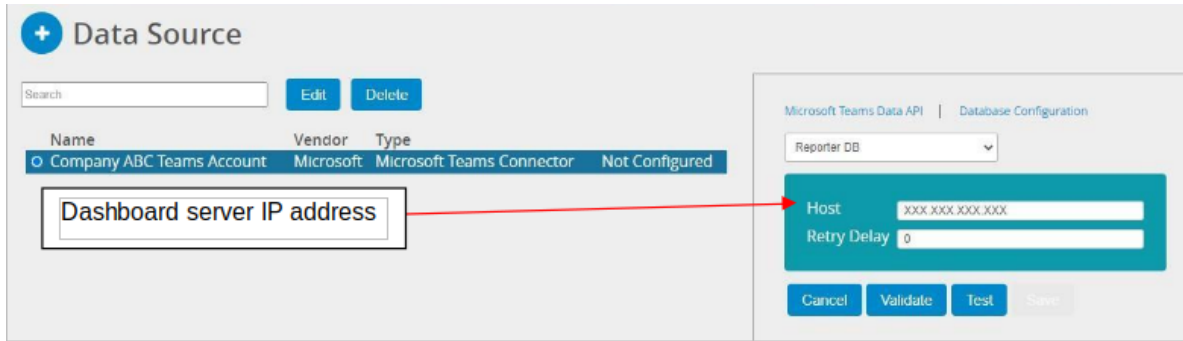 Data Source
Search
Edit
Delete
Name Vendor Type
Company ABC Teams Account Microsoft Microsoft Teams Connector Not Configured
Dashboard server IP address
Microsoft Teams Data API | Database Configuration
Reporter DB
Host XXX.XXX.XXX.XXX
Retry Delay 0
Cancel Validate Test Save